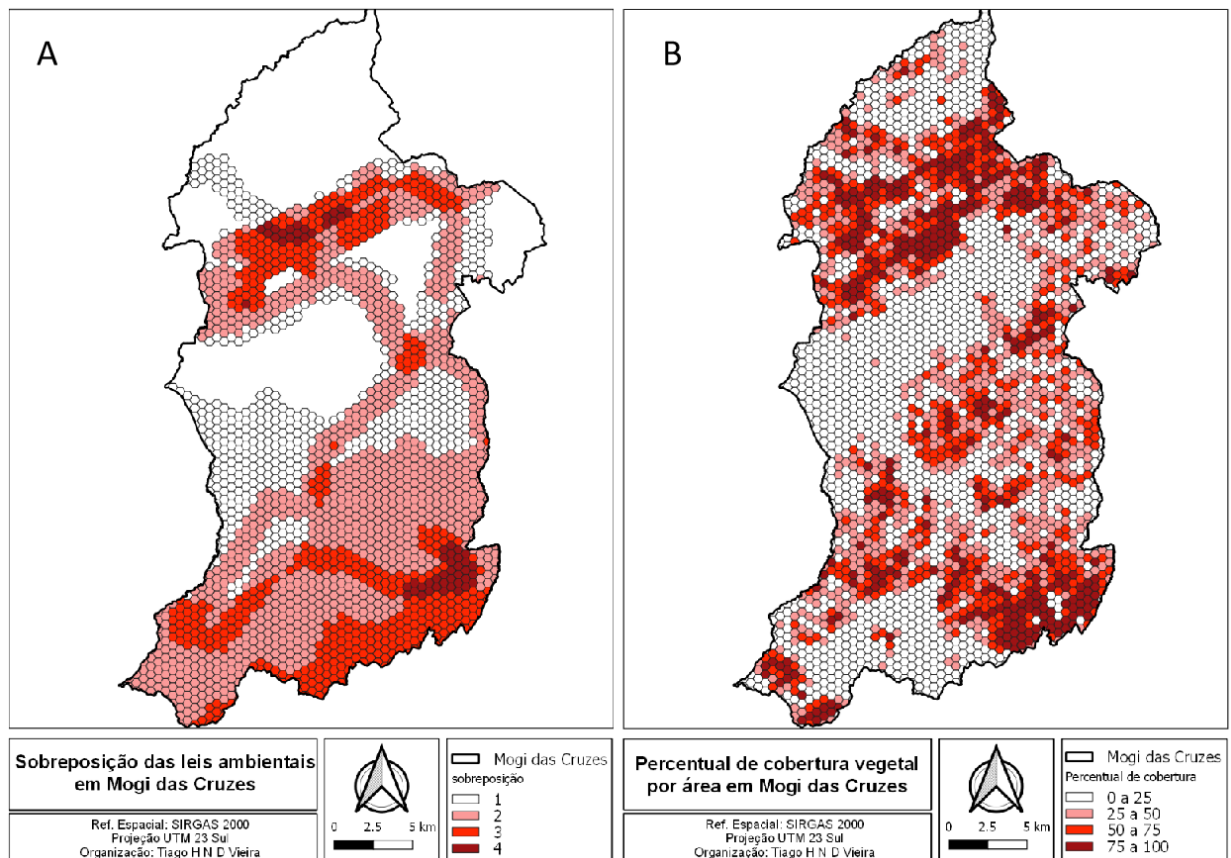 A
Sobreposição das leis ambientais
em Mogi das Cruzes
Ref. Espacial: SIRGAS 2000
Projeção UTM 23 Sul
Organização: Tiago H N D Vieira
0 2.5 5 km
Mogi das Cruzes
sobreposição
1
2
3
4
B
Percentual de cobertura vegetal
por área em Mogi das Cruzes
Ref. Espacial: SIRGAS 2000
Projeção UTM 23 Sul
Organização: Tiago H N D Vieira
0 2.5 5 km
Mogi das Cruzes
Percentual de cobertura
0 a 25
25 a 50
50 a 75
75 a 100